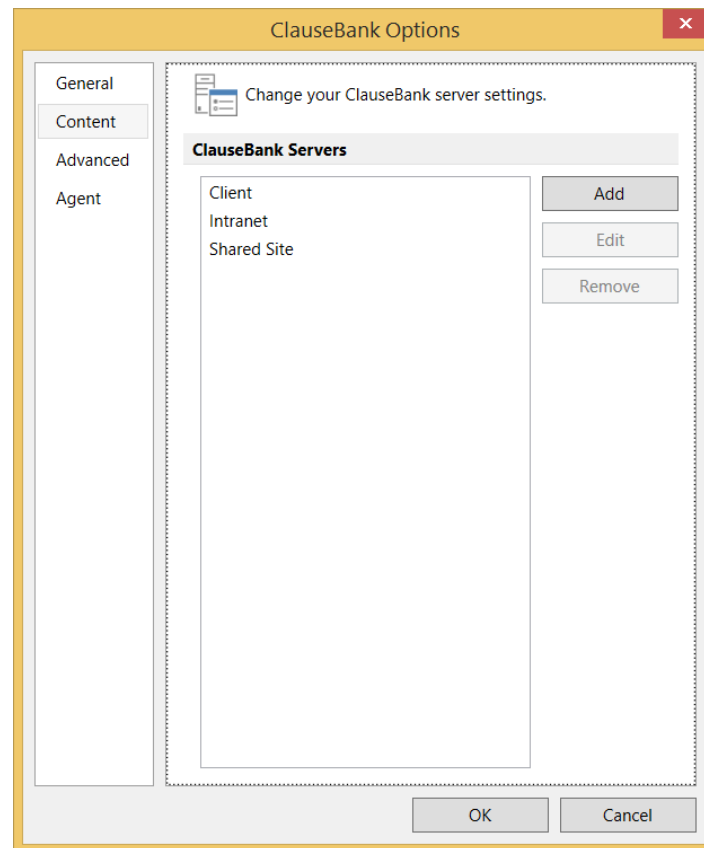 ClauseBank Options
General
Content
Advanced
Agent
Change your ClauseBank server settings.
ClauseBank Servers
Client
Intranet
Shared Site
Add
Edit
Remove
OK
Cancel